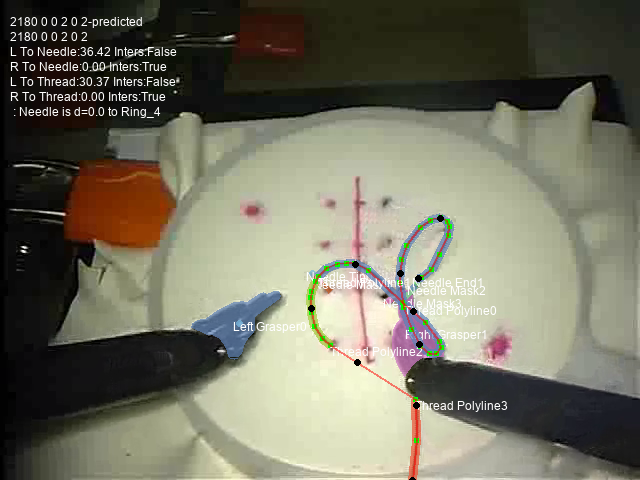 2180 0 0 2 0 2-predicted
2180 0 0 2 0 2
L To Needle:36.42 Inters:False
R To Needle:0.00 Inters:True
L To Thread:30.37 Inters:False
R To Thread:0.00 Inters:True
: Needle is d=0.0 to Ring_4
Needle Tip
Needle End1
Needle Mask2
Needle Mask3
Thread Polyline0
Left Grasper0
Right Grasper1
Thread Polyline2
Thread Polyline3